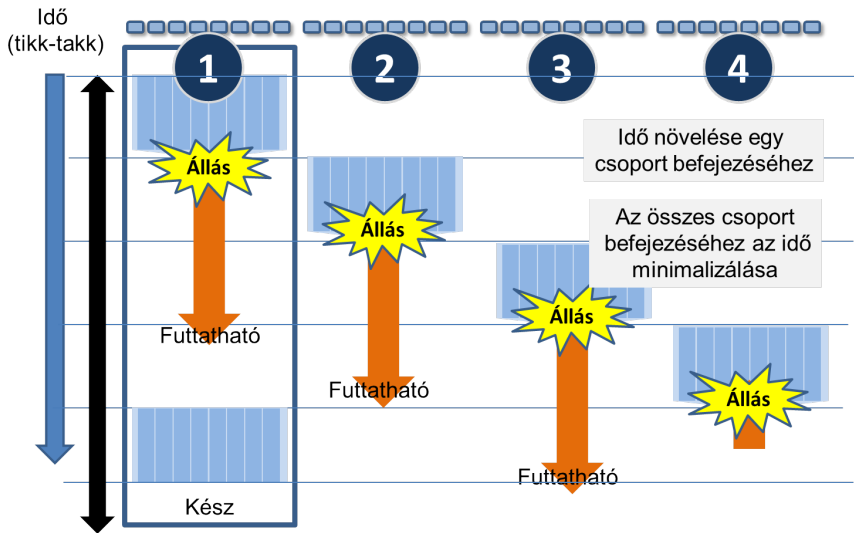 Idő
(tikk-takk)
1
2
3
4
Idő növelése egy
csoport befejezéséhez
Állás
Az összes csoport
befejezéséhez az idő
minimalizálása
Állás
Állás
Futtatható
Futtatható
Állás
Futtatható
Kész